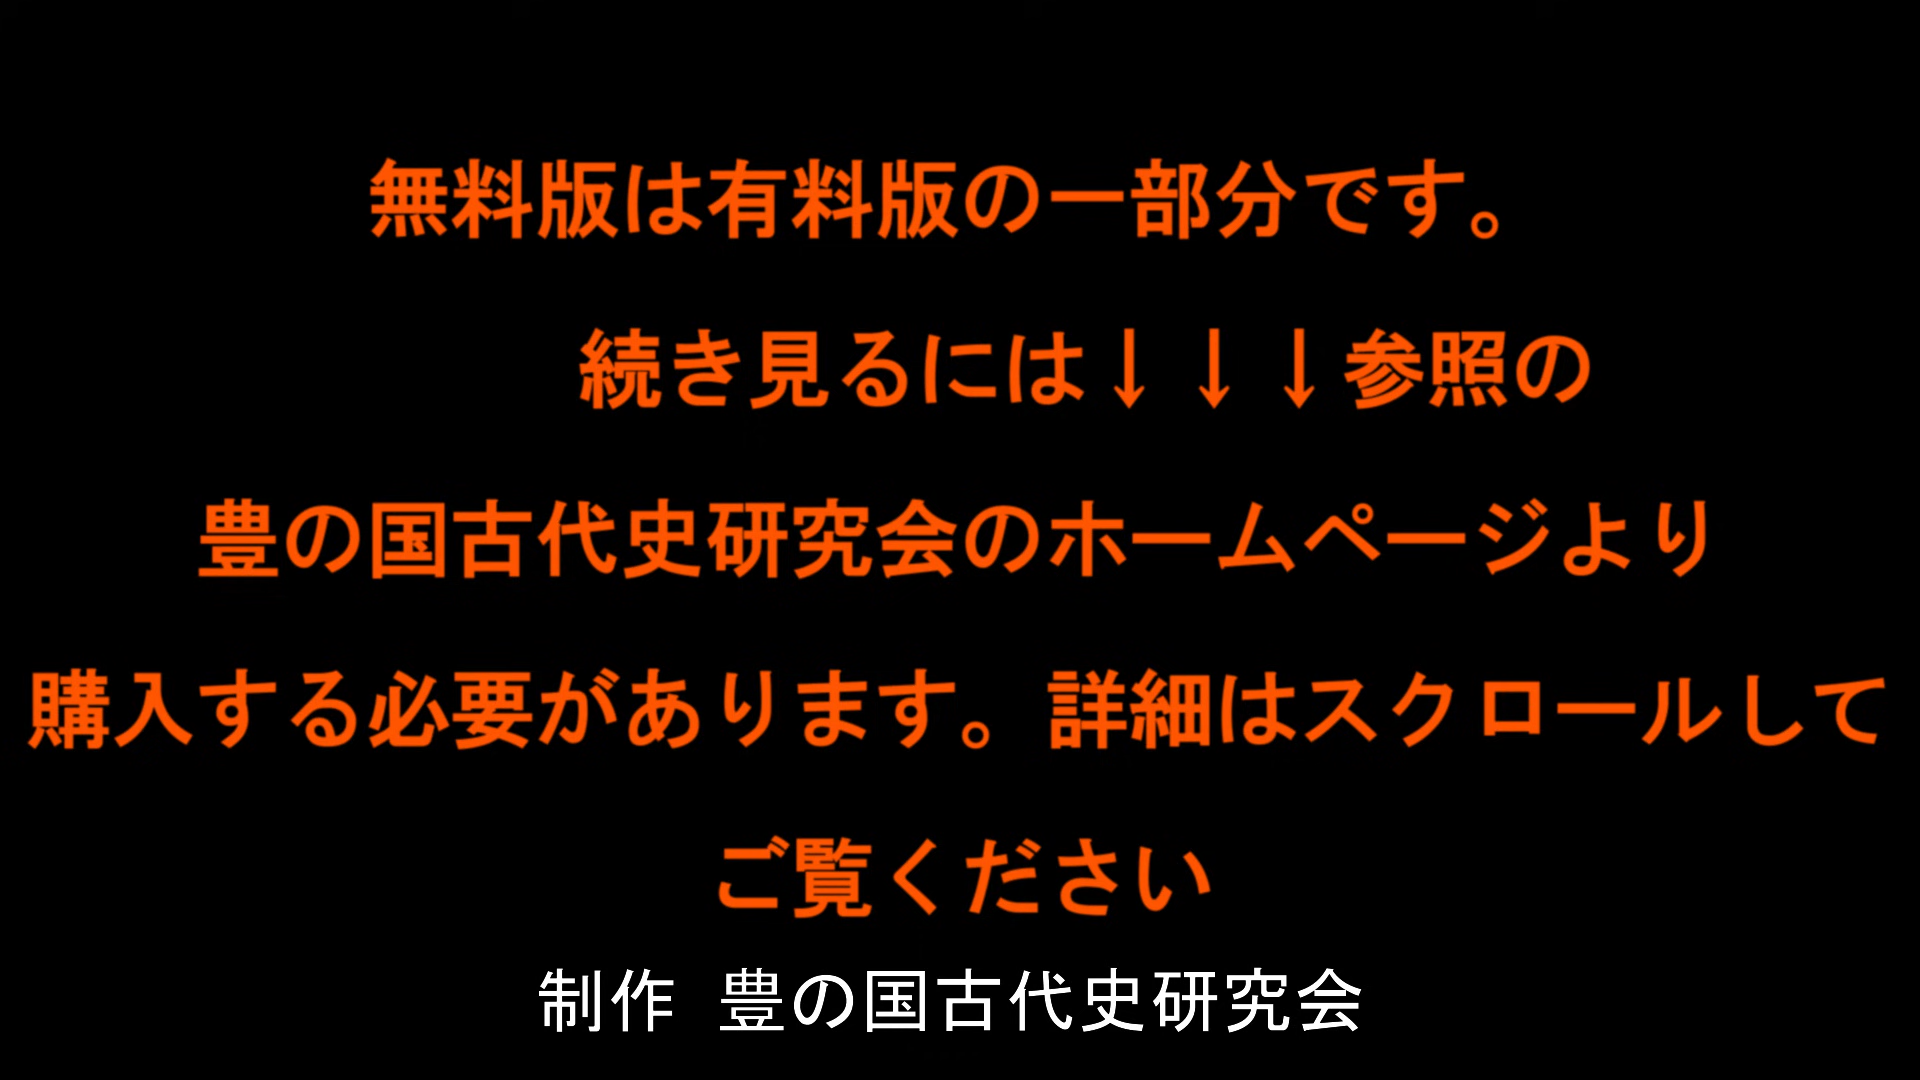 無料版は有料版の一部分です。
続き見るには↓↓↓参照の
豊の国古代史研究会のホームページより
購入する必要があります。詳細はスクロールして
ご覧ください
制作 豊の国古代史研究会